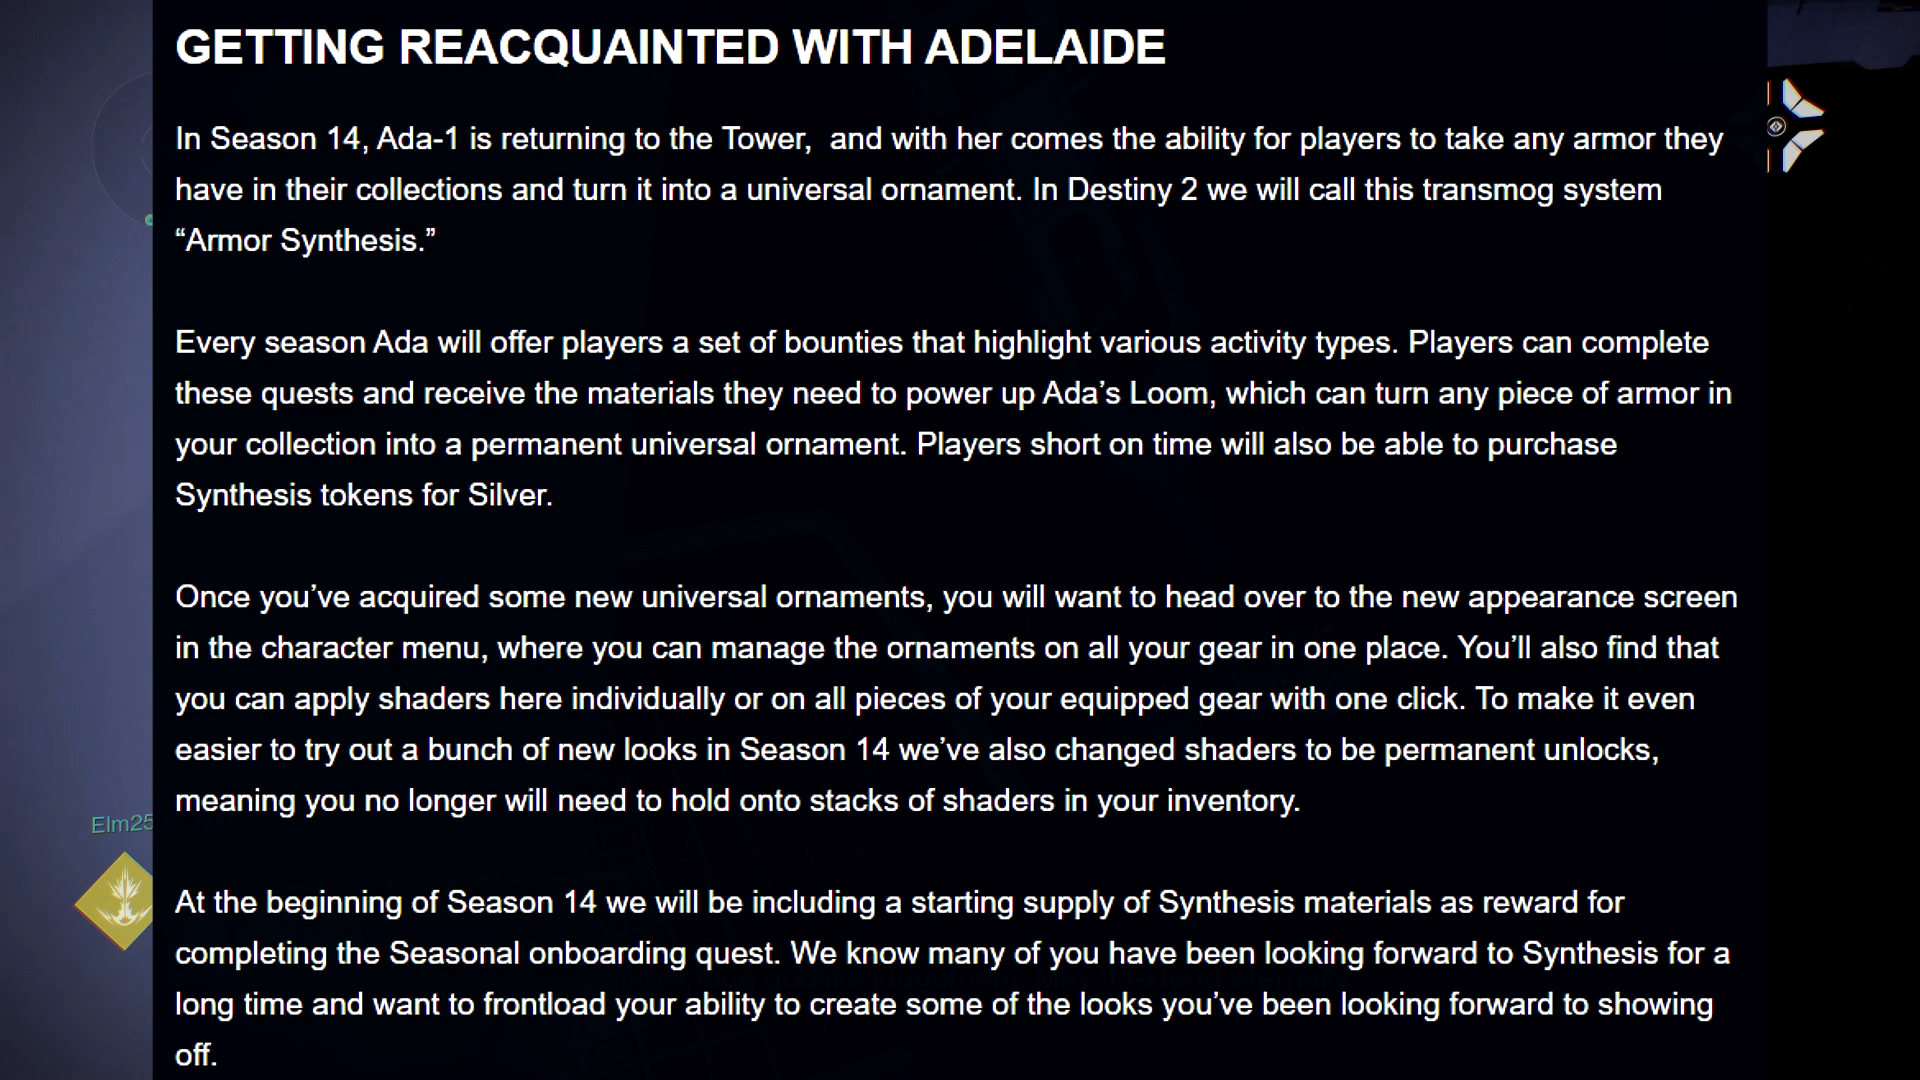 GETTING REACQUAINTED WITH ADELAIDE
In Season 14, Ada-1 is returning to the Tower,  and with her comes the ability for players to take any armor they
have in their collections and turn it into a universal ornament. In Destiny 2 we will call this transmog system
“Armor Synthesis.”
Every season Ada will offer players a set of bounties that highlight various activity types. Players can complete
these quests and receive the materials they need to power up Ada’s Loom, which can turn any piece of armor in
your collection into a permanent universal ornament. Players short on time will also be able to purchase
Synthesis tokens for Silver.
Once you’ve acquired some new universal ornaments, you will want to head over to the new appearance screen
in the character menu, where you can manage the ornaments on all your gear in one place. You’ll also find that
you can apply shaders here individually or on all pieces of your equipped gear with one click. To make it even
easier to try out a bunch of new looks in Season 14 we’ve also changed shaders to be permanent unlocks,
meaning you no longer will need to hold onto stacks of shaders in your inventory.
Elm25
At the beginning of Season 14 we will be including a starting supply of Synthesis materials as reward for
completing the Seasonal onboarding quest. We know many of you have been looking forward to Synthesis for a
long time and want to frontload your ability to create some of the looks you’ve been looking forward to showing
off.